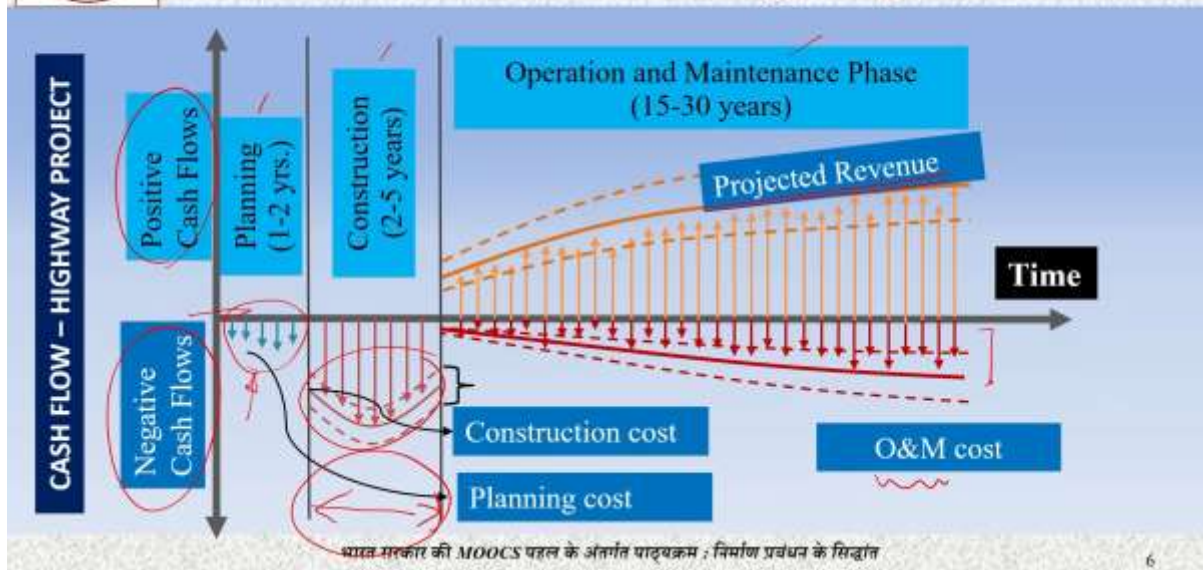 CASH FLOW – HIGHWAY PROJECT
Positive
Cash Flows
Negative
Cash Flows
Planning
(1-2 yrs.)
Construction
(2-5 years)
Operation and Maintenance Phase
(15-30 years)
Projected Revenue
Time
Construction cost
Planning cost
O&M cost
भारत सरकार की MOOCS पहल के अंतर्गत पाठ्यक्रम : निर्माण प्रबंधन के सिद्धांत
6